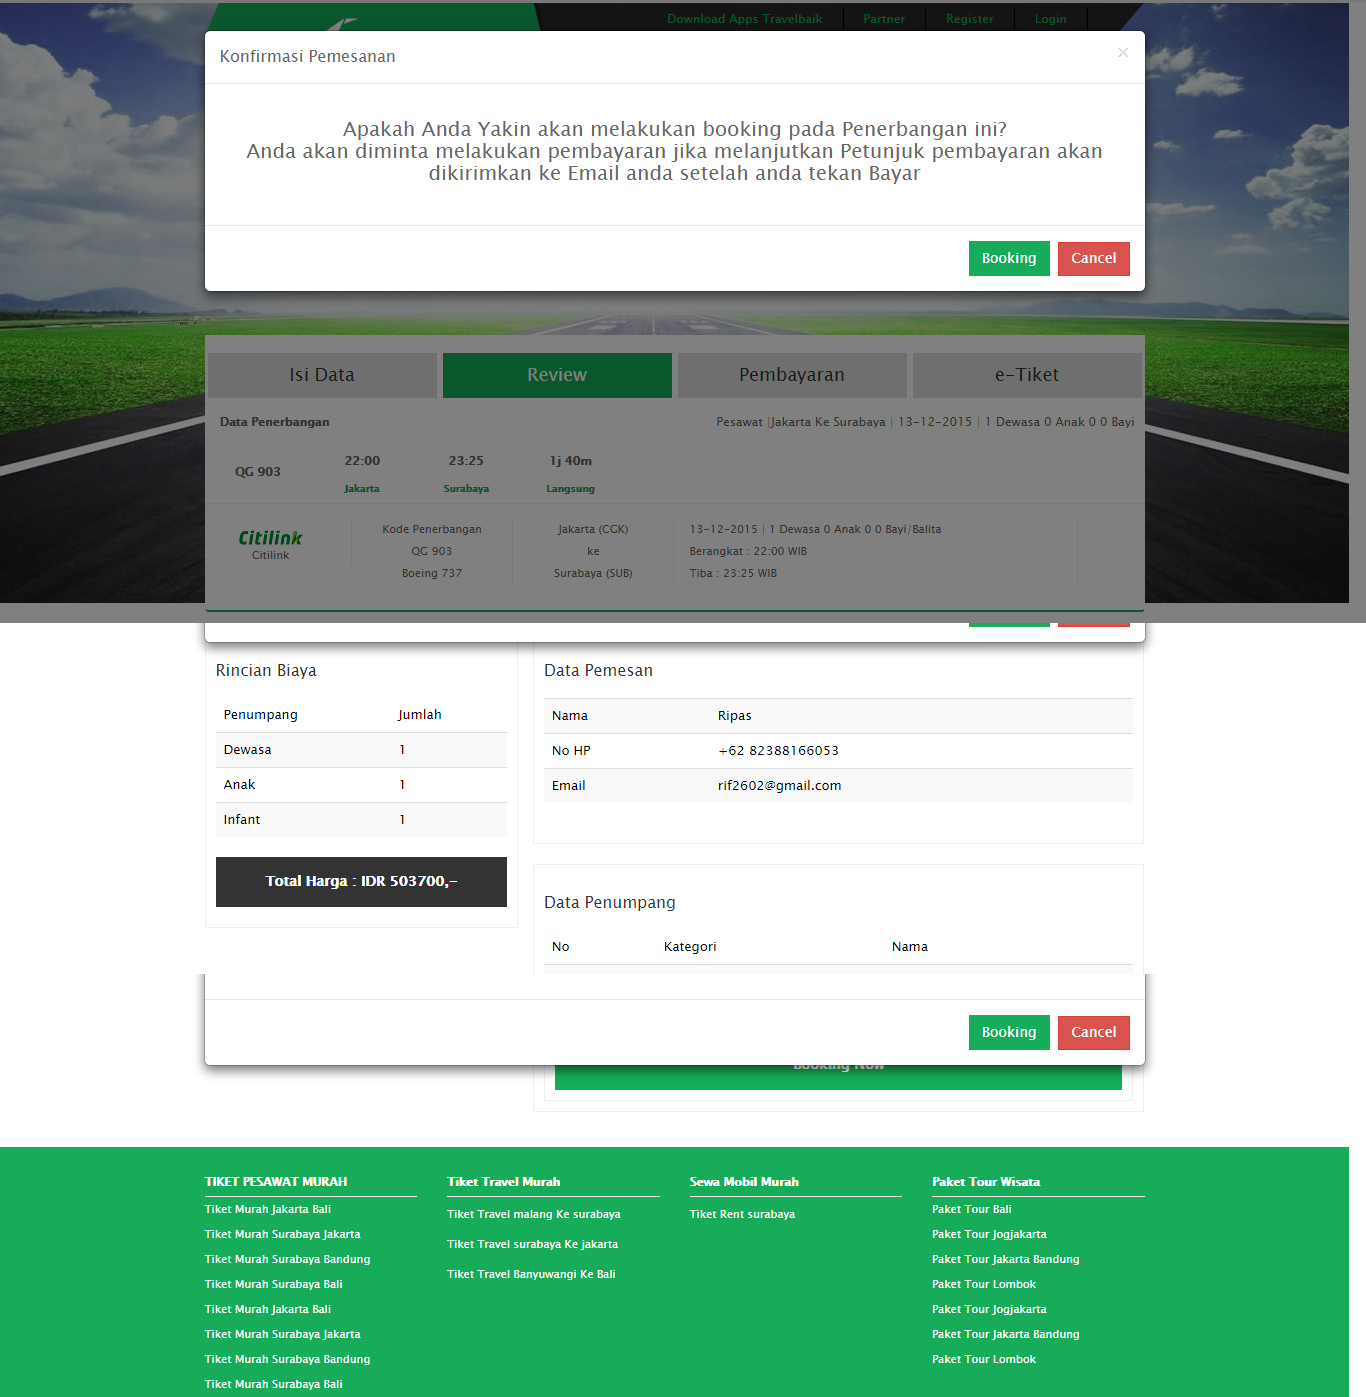 Download Apps Travelbaik Partner Register Login
Konfirmasi Pemesanan ×
Apakah Anda Yakin akan melakukan booking pada Penerbangan ini?
Anda akan diminta melakukan pembayaran jika melanjutkan Petunjuk pembayaran akan
dikirimkan ke Email anda setelah anda tekan Bayar
Booking Cancel
Isi Data Review Pembayaran e-Tiket
Data Penerbangan Pesawat |Jakarta Ke Surabaya | 13-12-2015 | 1 Dewasa 0 Anak 0 0 Bayi
QG 903
22:00 23:25 1j 40m
Jakarta Surabaya Langsung
Citilink
Citilink
Kode Penerbangan
QG 903
Boeing 737
Jakarta (CGK)
ke
Surabaya (SUB)
13-12-2015 | 1 Dewasa 0 Anak 0 0 Bayi/Balita
Berangkat : 22:00 WIB
Tiba : 23:25 WIB
Rincian Biaya
Penumpang Jumlah
Dewasa 1
Anak 1
Infant 1
Total Harga : IDR 503700,-
Data Pemesan
Nama Ripas
No HP +62 82388166053
Email rif2602@gmail.com
Data Penumpang
No Kategori Nama
Booking Cancel
Booking Now
TIKET PESAWAT MURAH
Tiket Murah Jakarta Bali
Tiket Murah Surabaya Jakarta
Tiket Murah Surabaya Bandung
Tiket Murah Surabaya Bali
Tiket Murah Jakarta Bali
Tiket Murah Surabaya Jakarta
Tiket Murah Surabaya Bandung
Tiket Murah Surabaya Bali
Tiket Travel Murah
Tiket Travel malang Ke surabaya
Tiket Travel surabaya Ke jakarta
Tiket Travel Banyuwangi Ke Bali
Sewa Mobil Murah
Tiket Rent surabaya
Paket Tour Wisata
Paket Tour Bali
Paket Tour Jogjakarta
Paket Tour Jakarta Bandung
Paket Tour Lombok
Paket Tour Jogjakarta
Paket Tour Jakarta Bandung
Paket Tour Lombok